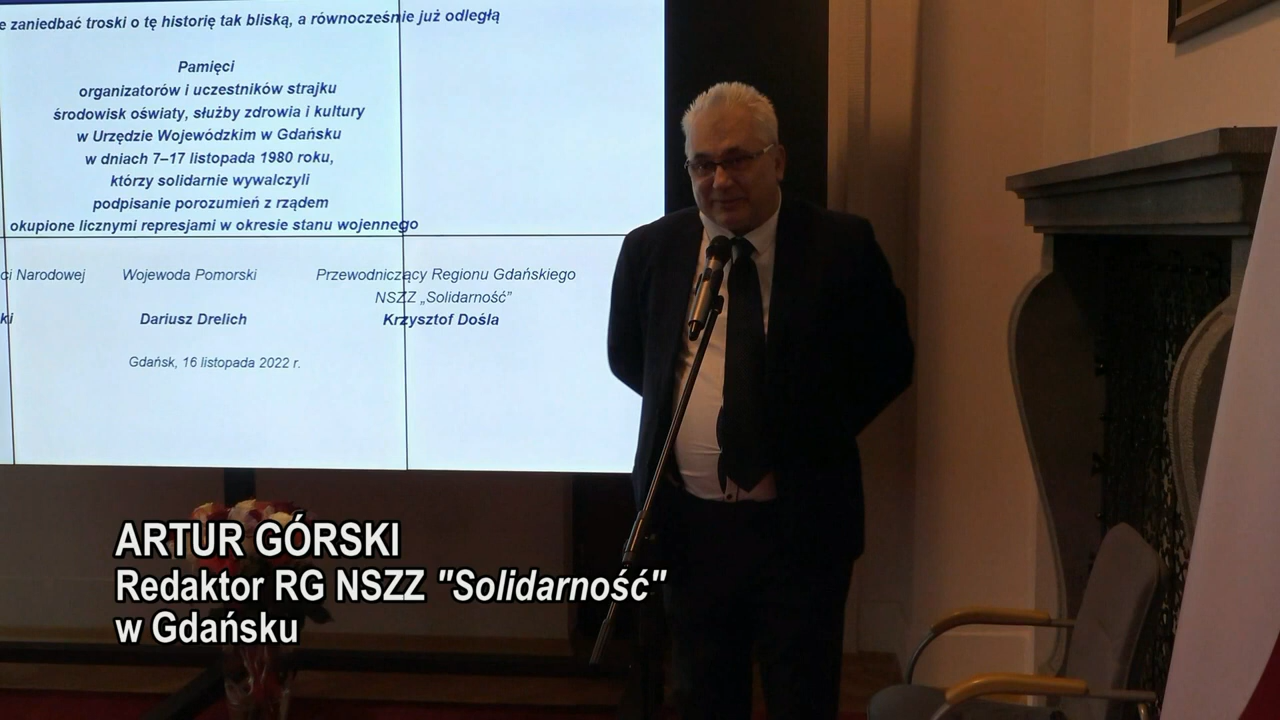 e zaniedbać troski o tę historię tak bliską, a równocześnie już odległą
Pamięci
organizatorów i uczestników strajku
środowisk oświaty, służby zdrowia i kultury
w Urzędzie Wojewódzkim w Gdańsku
w dniach 7–17 listopada 1980 roku,
którzy solidarnie wywalczyli
podpisanie porozumień z rządem
okupione licznymi represjami w okresie stanu wojennego
ci Narodowej Wojewoda Pomorski Przewodniczący Regionu Gdańskiego
NSZZ „Solidarność”
ki Dariusz Drelich Krzysztof Dośla
Gdańsk, 16 listopada 2022 r.
ARTUR GÓRSKI
Redaktor RG NSZZ "Solidarność"
w Gdańsku